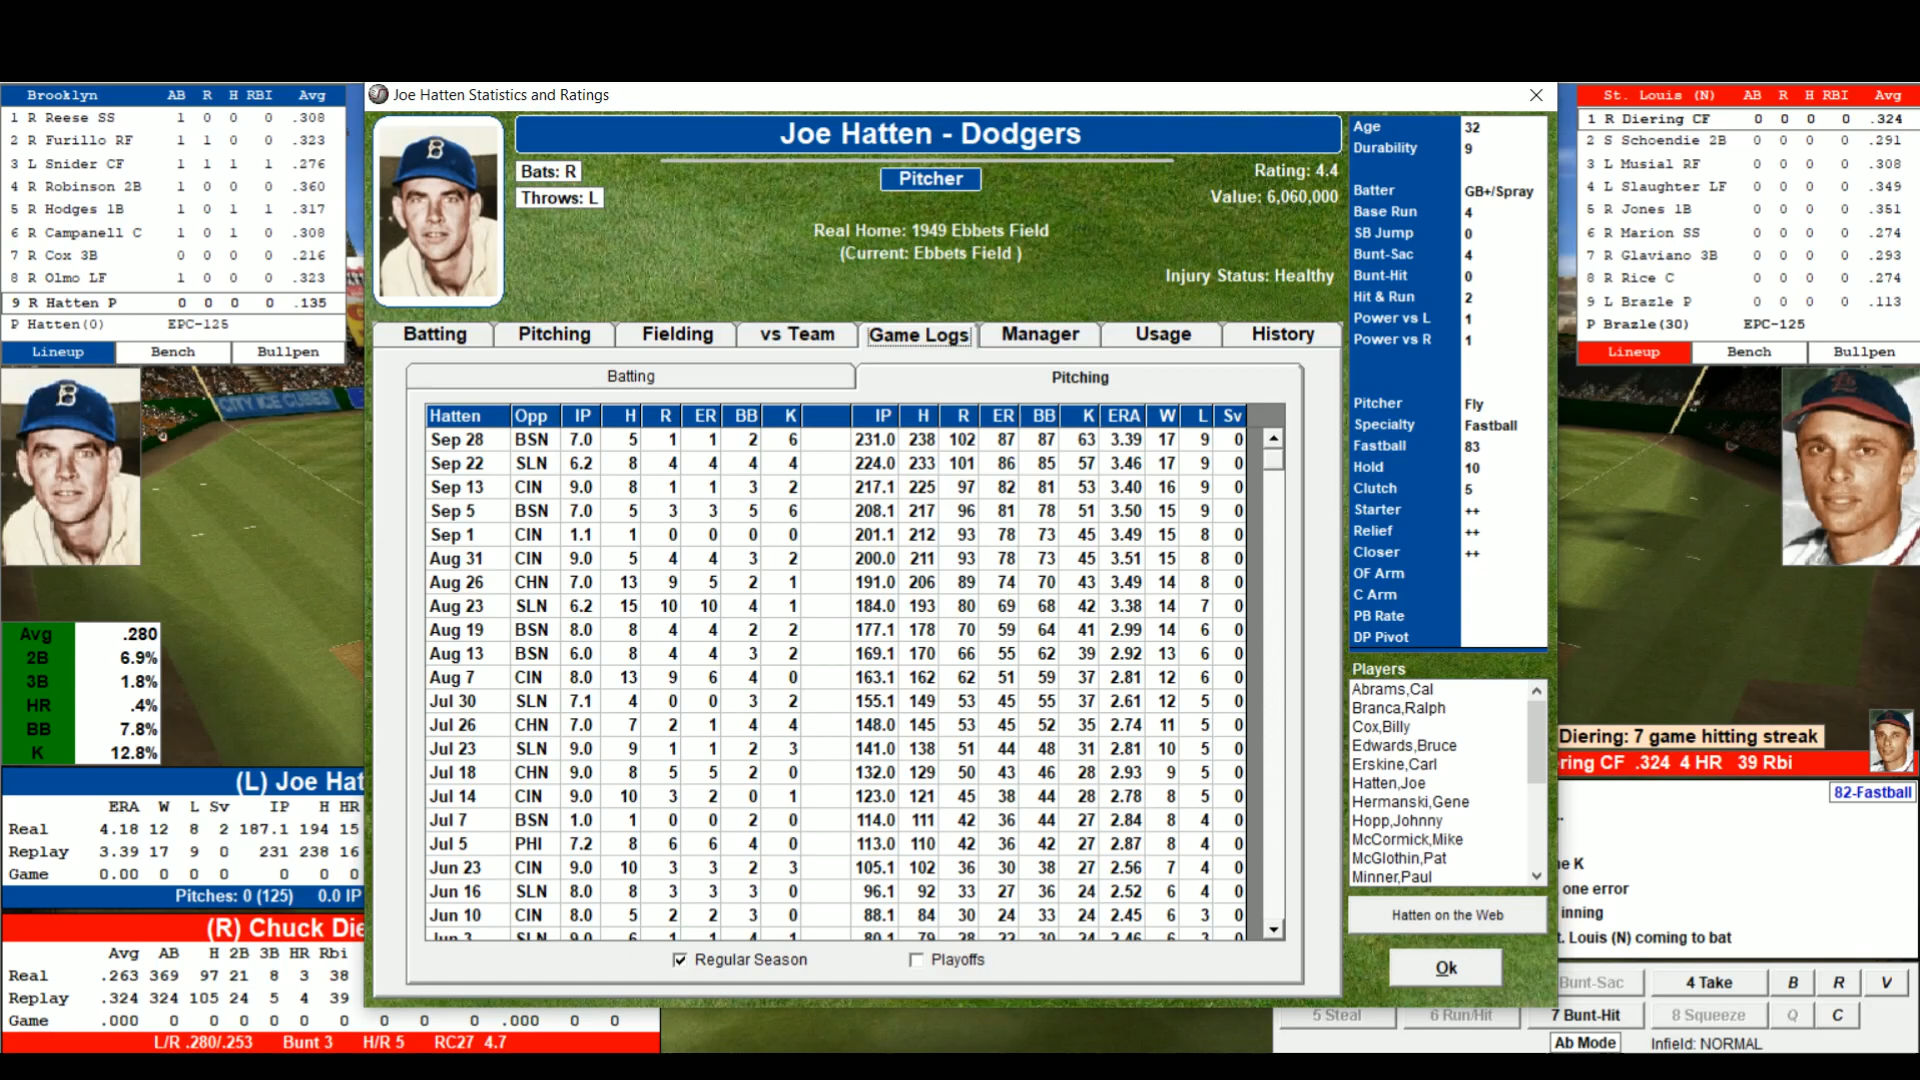 Joe Hatten Statistics and Ratings
Brooklyn AB R H RBI Avg
1 R Reese SS 1 0 0 0 .308
2 R Furillo RF 1 1 0 0 .323
3 L Snider CF 1 1 1 1 .276
4 R Robinson 2B 1 0 0 0 .360
5 R Hodges 1B 1 0 1 1 .317
6 R Campanell C 1 0 1 0 .308
7 R Cox 3B 0 0 0 0 .216
8 R Olmo LF 1 0 0 0 .323
9 R Hatten P 0 0 0 0 .135
P Hatten(0) EPC-125
Lineup Bench Bullpen
Joe Hatten - Dodgers
Bats: R
Throws: L
Pitcher
Rating: 4.4
Value: 6,060,000
Real Home: 1949 Ebbets Field
(Current: Ebbets Field )
Injury Status: Healthy
Batting Pitching Fielding vs Team Game Logs Manager Usage History
Batting Pitching
Hatten Opp IP H R ER BB K IP H R ER BB K ERA W L Sv
Sep 28 BSN 7.0 5 1 1 2 6 231.0 238 102 87 87 63 3.39 17 9 0
Sep 22 SLN 6.2 8 4 4 4 4 224.0 233 101 86 85 57 3.46 17 9 0
Sep 13 CIN 9.0 8 1 1 3 2 217.1 225 97 82 81 53 3.40 16 9 0
Sep 5 BSN 7.0 5 3 3 5 6 208.1 217 96 81 78 51 3.50 15 9 0
Sep 1 CIN 1.1 1 0 0 0 0 201.1 212 93 78 73 45 3.49 15 8 0
Aug 31 CIN 9.0 5 4 4 3 2 200.0 211 93 78 73 45 3.51 15 8 0
Aug 26 CHN 7.0 13 9 5 2 1 191.0 206 89 74 70 43 3.49 14 8 0
Aug 23 SLN 6.2 15 10 10 4 1 184.0 193 80 69 68 42 3.38 14 7 0
Aug 19 BSN 8.0 8 4 4 2 2 177.1 178 70 59 64 41 2.99 14 6 0
Aug 13 BSN 6.0 8 4 4 3 2 169.1 170 66 55 62 39 2.92 13 6 0
Aug 7 CIN 8.0 13 9 6 4 0 163.1 162 62 51 59 37 2.81 12 6 0
Jul 30 SLN 7.1 4 0 0 3 2 155.1 149 53 45 55 37 2.61 12 5 0
Jul 26 CHN 7.0 7 2 1 4 4 148.0 145 53 45 52 35 2.74 11 5 0
Jul 23 SLN 9.0 9 1 1 2 3 141.0 138 51 44 48 31 2.81 10 5 0
Jul 18 CHN 9.0 8 5 5 2 0 132.0 129 50 43 46 28 2.93 9 5 0
Jul 14 CIN 9.0 10 3 2 0 1 123.0 121 45 38 44 28 2.78 8 5 0
Jul 7 BSN 1.0 1 0 0 2 0 114.0 111 42 36 44 27 2.84 8 4 0
Jul 5 PHI 7.2 8 6 6 4 0 113.0 110 42 36 42 27 2.87 8 4 0
Jun 23 CIN 9.0 10 3 3 2 3 105.1 102 36 30 38 27 2.56 7 4 0
Jun 16 SLN 8.0 8 3 3 3 0 96.1 92 33 27 36 24 2.52 6 4 0
Jun 10 CIN 8.0 5 2 2 3 0 88.1 84 30 24 33 24 2.45 6 3 0
Jun 3 SLN 9.0 6 1 1 4 1 80.1 79 28 22 30 24 2.46 6 3 0
Regular Season Playoffs
Age 32
Durability 9
Batter GB+/Spray
Base Run 4
SB Jump 0
Bunt-Sac 4
Bunt-Hit 0
Hit & Run 2
Power vs L 1
Power vs R 1
Pitcher Fly
Specialty Fastball
Fastball 83
Hold 10
Clutch 5
Starter ++
Relief ++
Closer ++
OF Arm
C Arm
PB Rate
DP Pivot
Players
Abrams,Cal
Branca,Ralph
Cox,Billy
Edwards,Bruce
Erskine,Carl
Hatten,Joe
Hermanski,Gene
Hopp,Johnny
McCormick,Mike
McGlothin,Pat
Minner,Paul
Hatten on the Web
Ok
St. Louis (N) AB R H RBI Avg
1 R Diering CF 0 0 0 0 .324
2 S Schoendie 2B 0 0 0 0 .291
3 L Musial RF 0 0 0 0 .308
4 L Slaughter LF 0 0 0 0 .349
5 R Jones 1B 0 0 0 0 .351
6 R Marion SS 0 0 0 0 .274
7 R Glaviano 3B 0 0 0 0 .293
8 R Rice C 0 0 0 0 .274
9 L Brazle P 0 0 0 0 .113
P Brazle(30) EPC-125
Lineup Bench Bullpen
CITY ICE CUBES
Avg .280
2B 6.9%
3B 1.8%
HR .4%
BB 7.8%
K 12.8%
(L) Joe Hat
ERA W L Sv IP H HR
Real 4.18 12 8 2 187.1 194 15
Replay 3.39 17 9 0 231 238 16
Game 0.00 0 0 0 0 0 0
Pitches: 0 (125) 0.0 IP
(R) Chuck Die
Avg AB H 2B 3B HR Rbi
Real .263 369 97 21 8 3 38
Replay .324 324 105 24 5 4 39
Game .000 0 0 0 0 0 0 0 0 0 .000 0 0
L/R .280/.253 Bunt 3 H/R 5 RC27 4.7
Diering: 7 game hitting streak
ring CF .324 4 HR 39 Rbi
82-Fastball
..
he K
one error
inning
t. Louis (N) coming to bat
Bunt-Sac 4 Take B R V
5 Steal 6 Run/Hit 7 Bunt-Hit 8 Squeeze Q C
Ab Mode Infield: NORMAL